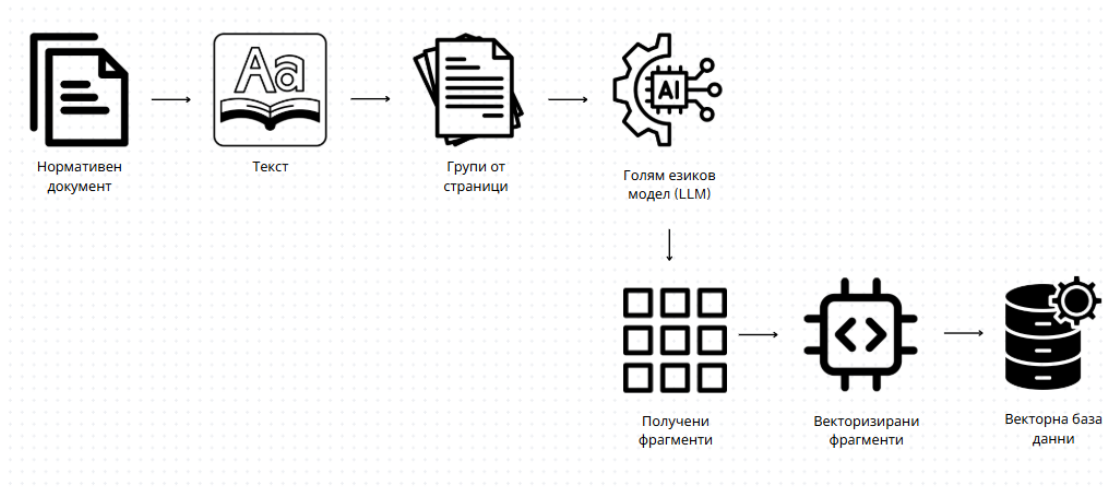 Aa
Нормативен
документ
Текст
Групи от
страници
AI
Голям езиков
модел (LLM)
Получени
фрагменти
Векторизирани
фрагменти
Векторна база
данни